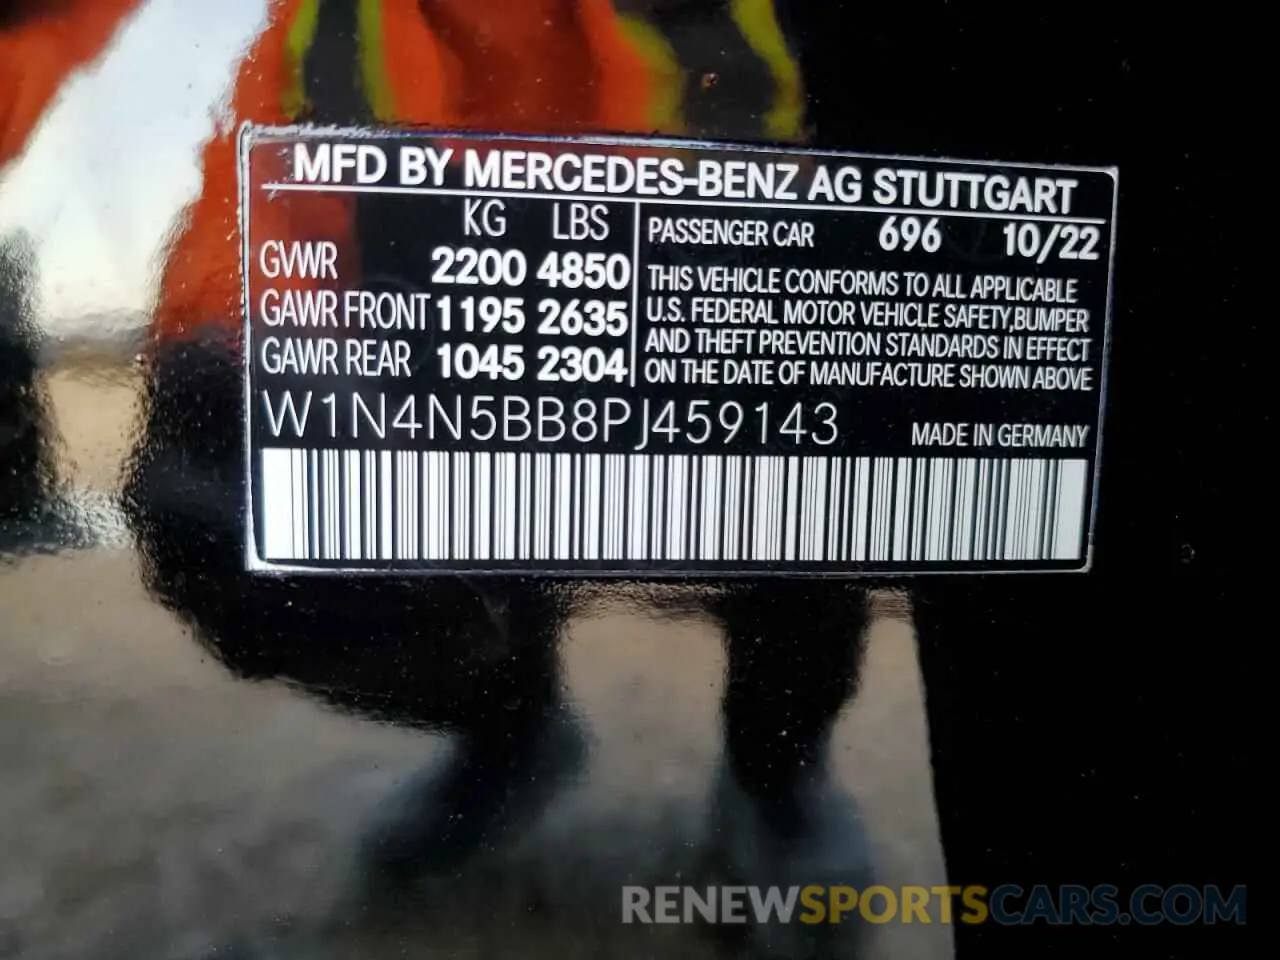 MFD BY MERCEDES-BENZ AG STUTTGART
KG LBS
GVWR 2200 4850
GAWR FRONT 1195 2635
GAWR REAR 1045 2304
PASSENGER CAR 696 10/22
THIS VEHICLE CONFORMS TO ALL APPLICABLE
U.S. FEDERAL MOTOR VEHICLE SAFETY,BUMPER
AND THEFT PREVENTION STANDARDS IN EFFECT
ON THE DATE OF MANUFACTURE SHOWN ABOVE
W1N4N5BB8PJ459143
MADE IN GERMANY
RENEWSPORTSCARS.COM